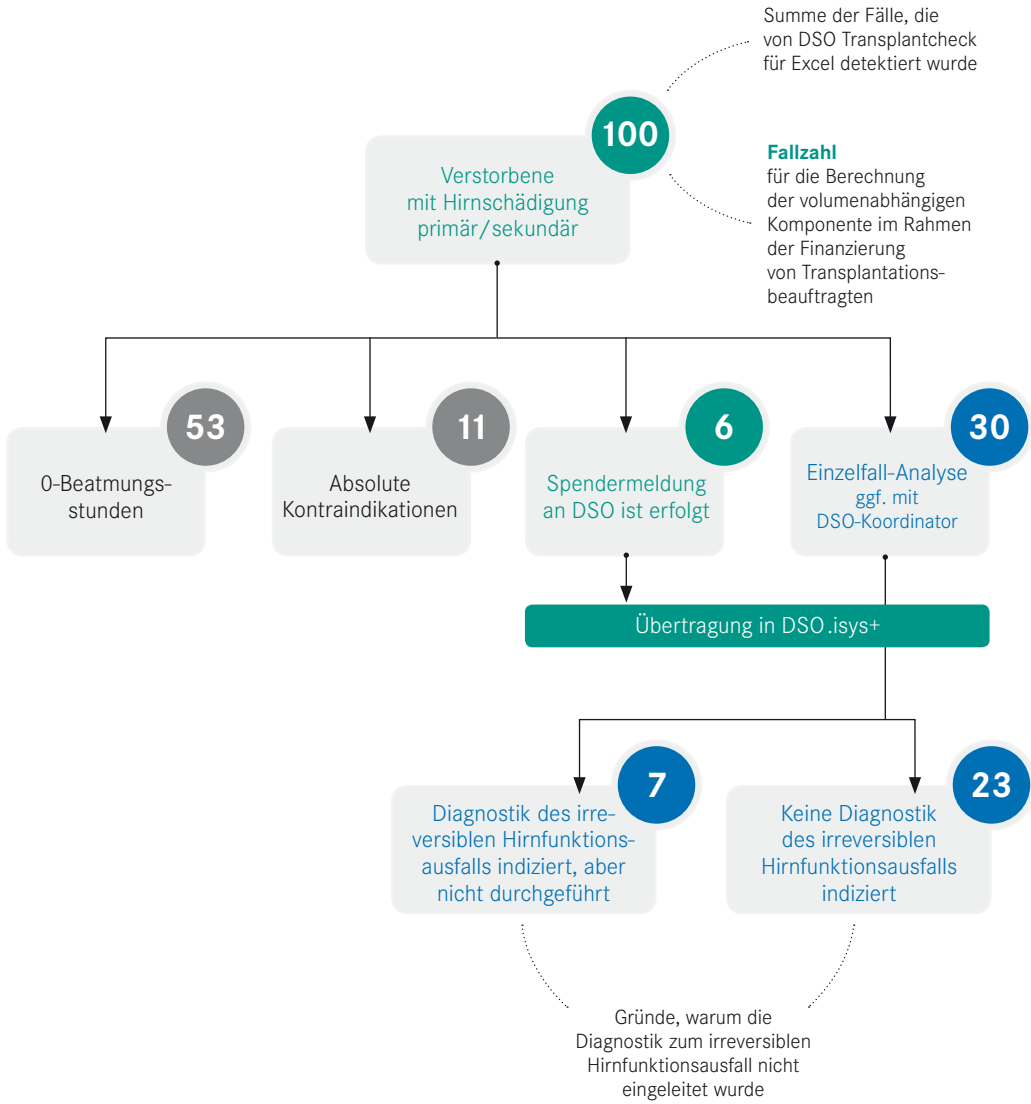 Summe der Fälle, die
von DSO Transplantcheck
für Excel detektiert wurde
100
Verstorbene
mit Hirnschädigung
primär/sekundär
Fallzahl
für die Berechnung
der volumenabhängigen
Komponente im Rahmen
der Finanzierung
von Transplantations-
beauftragten
53
0-Beatmungs-
stunden
11
Absolute
Kontraindikationen
6
Spendermeldung
an DSO ist erfolgt
30
Einzelfall-Analyse
ggf. mit
DSO-Koordinator
Übertragung in DSO.isys+
7
Diagnostik des irre-
versiblen Hirnfunktions-
ausfalls indiziert, aber
nicht durchgeführt
23
Keine Diagnostik
des irreversiblen
Hirnfunktionsausfalls
indiziert
Gründe, warum die
Diagnostik zum irreversiblen
Hirnfunktionsausfall nicht
eingeleitet wurde